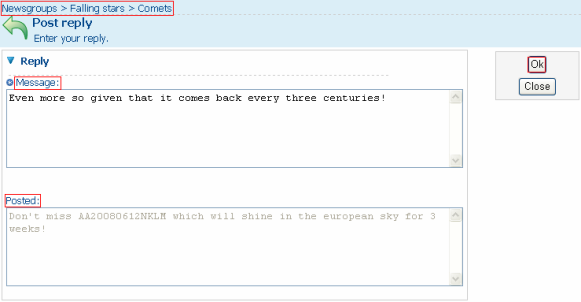 Newsgroups > Falling stars > Comets
Post reply
Enter your reply.
Reply
Ok
Close
Message:
Even more so given that it comes back every three centuries!
Posted:
Don't miss AA20080612NKLM which will shine in the european sky for 3
weeks!